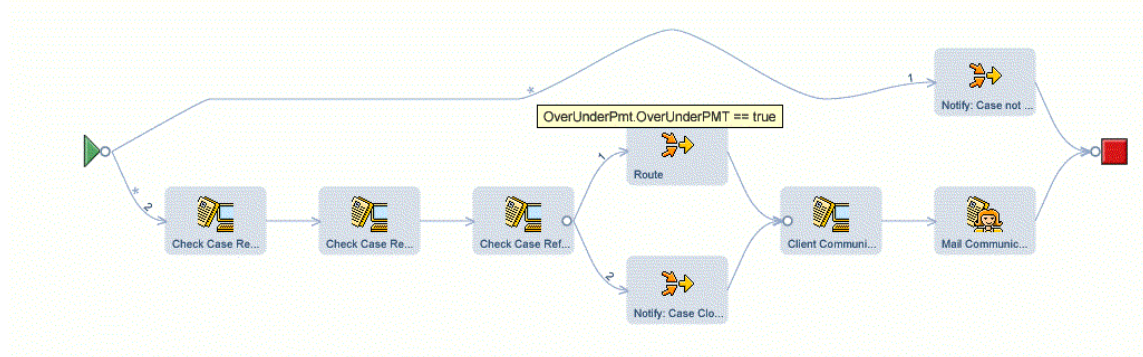 *
1
Notify: Case not ...
OverUnderPmt.OverUnderPMT == true
1
Route
*
2
Check Case Re...
Check Case Re...
Check Case Ref...
Client Communi...
Mail Communic...
2
Notify: Case Clo...